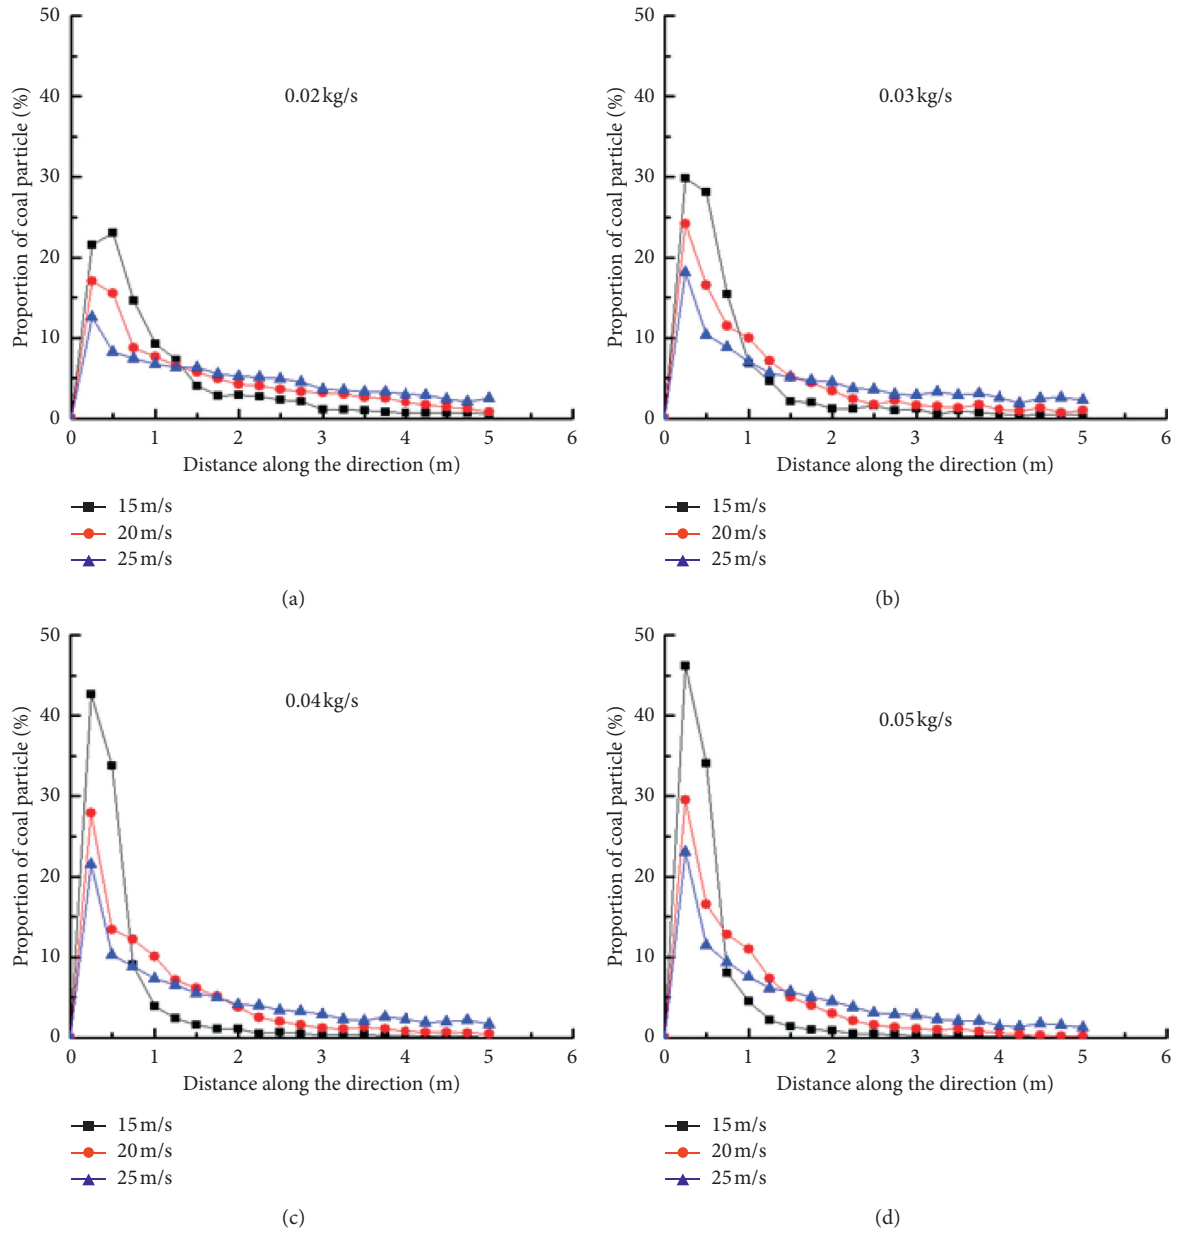 50
40
30
20
10
0
Proportion of coal particle (%)
0.02 kg/s
0 1 2 3 4 5 6
Distance along the direction (m)
15 m/s
20 m/s
25 m/s
(a)
50
40
30
20
10
0
Proportion of coal particle (%)
0.03 kg/s
0 1 2 3 4 5 6
Distance along the direction (m)
15 m/s
20 m/s
25 m/s
(b)
50
40
30
20
10
0
Proportion of coal particle (%)
0.04 kg/s
0 1 2 3 4 5 6
Distance along the direction (m)
15 m/s
20 m/s
25 m/s
(c)
50
40
30
20
10
0
Proportion of coal particle (%)
0.05 kg/s
0 1 2 3 4 5 6
Distance along the direction (m)
15 m/s
20 m/s
25 m/s
(d)